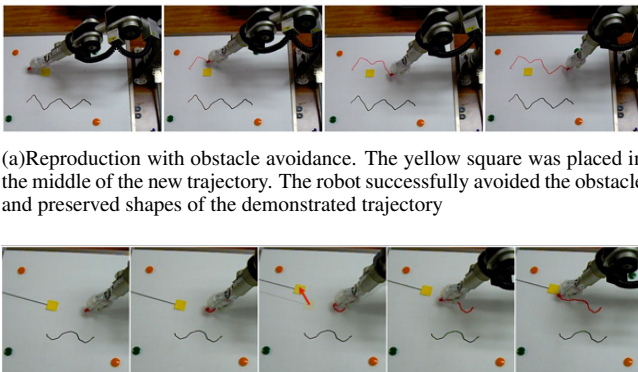 (a)Reproduction with obstacle avoidance. The yellow square was placed in
the middle of the new trajectory. The robot successfully avoided the obstacle
and preserved shapes of the demonstrated trajectory